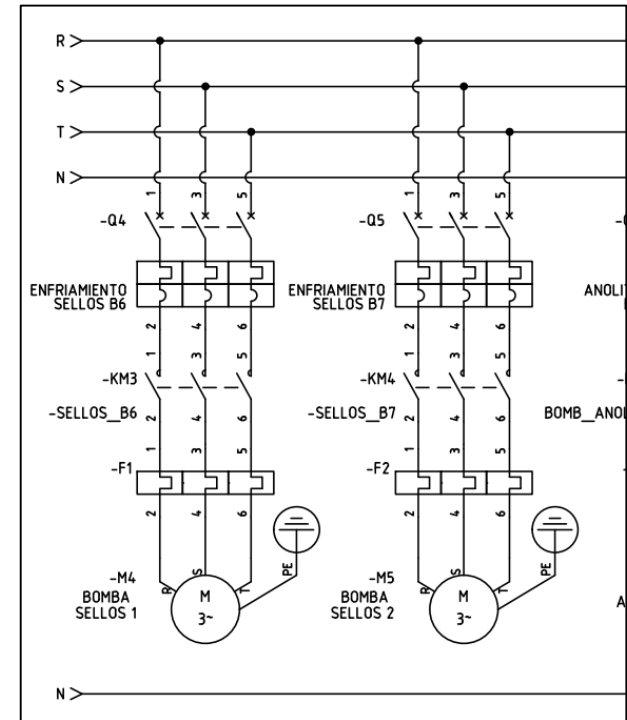 R
S
T
N
1 3 5
1 3 5
-Q4
-Q5
ENFRIAMIENTO
SELLOS B6
ENFRIAMIENTO
SELLOS B7
2 4 6
2 4 6
1 3 5
1 3 5
-KM3
-KM4
-SELLOS_B6
-SELLOS_B7
2 4 6
2 4 6
1 3 5
1 3 5
-F1
-F2
2 4 6
2 4 6
R S T PE
R S T PE
-M4
BOMBA
SELLOS 1
M
3~
-M5
BOMBA
SELLOS 2
M
3~
N